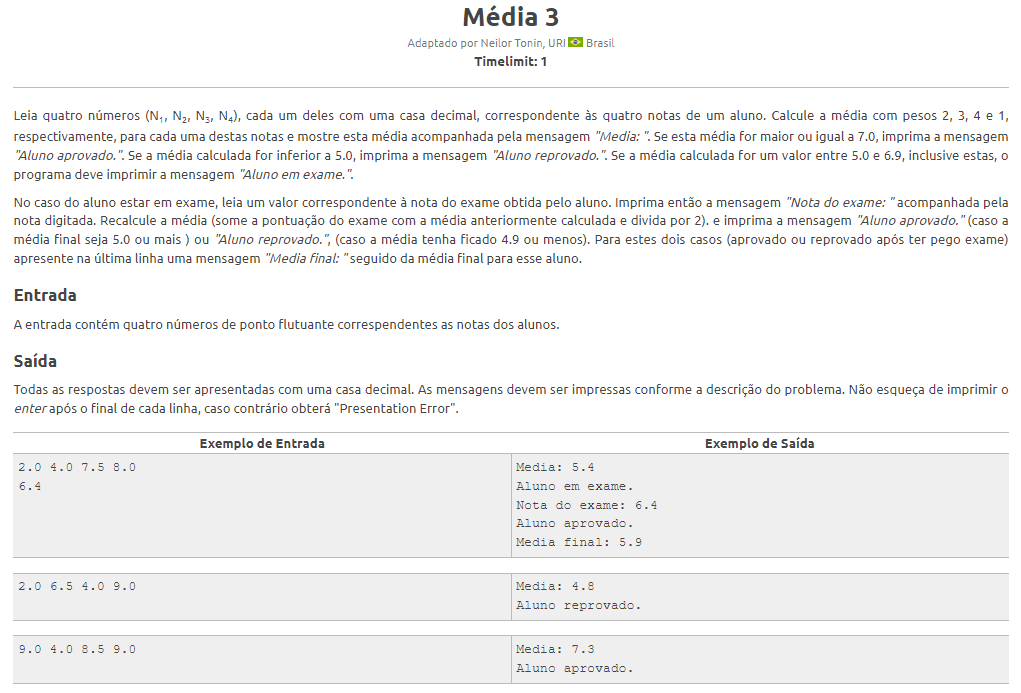 Média 3
Adaptado por Neilor Tonin, URI Brasil
Timelimit: 1
Leia quatro números (N1, N2, N3, N4), cada um deles com uma casa decimal, correspondente às quatro notas de um aluno. Calcule a média com pesos 2, 3, 4 e 1,
respectivamente, para cada uma destas notas e mostre esta média acompanhada pela mensagem "Media: ". Se esta média for maior ou igual a 7.0, imprima a mensagem
"Aluno aprovado.". Se a média calculada for inferior a 5.0, imprima a mensagem "Aluno reprovado.". Se a média calculada for um valor entre 5.0 e 6.9, inclusive estas, o
programa deve imprimir a mensagem "Aluno em exame.".
No caso do aluno estar em exame, leia um valor correspondente à nota do exame obtida pelo aluno. Imprima então a mensagem "Nota do exame: " acompanhada pela
nota digitada. Recalcule a média (some a pontuação do exame com a média anteriormente calculada e divida por 2). e imprima a mensagem "Aluno aprovado." (caso a
média final seja 5.0 ou mais ) ou "Aluno reprovado.", (caso a média tenha ficado 4.9 ou menos). Para estes dois casos (aprovado ou reprovado após ter pego exame)
apresente na última linha uma mensagem "Media final: " seguido da média final para esse aluno.
Entrada
A entrada contém quatro números de ponto flutuante correspendentes as notas dos alunos.
Saída
Todas as respostas devem ser apresentadas com uma casa decimal. As mensagens devem ser impressas conforme a descrição do problema. Não esqueça de imprimir o
enter após o final de cada linha, caso contrário obterá "Presentation Error".
Exemplo de Entrada
Exemplo de Saída
2.0 4.0 7.5 8.0
6.4
Media: 5.4
Aluno em exame.
Nota do exame: 6.4
Aluno aprovado.
Media final: 5.9
2.0 6.5 4.0 9.0
Media: 4.8
Aluno reprovado.
9.0 4.0 8.5 9.0
Media: 7.3
Aluno aprovado.